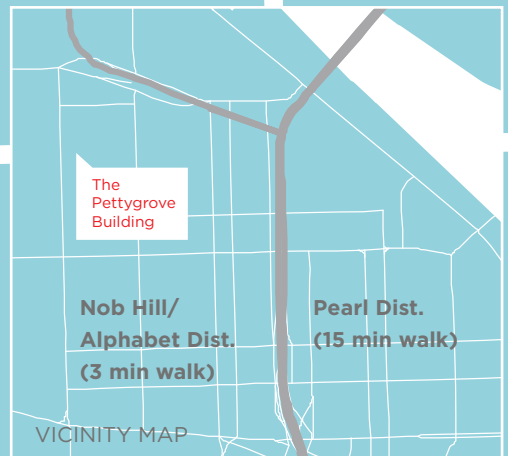 The
Pettygrove
Building
Nob Hill/
Alphabet Dist.
(3 min walk)
Pearl Dist.
(15 min walk)
VICINITY MAP